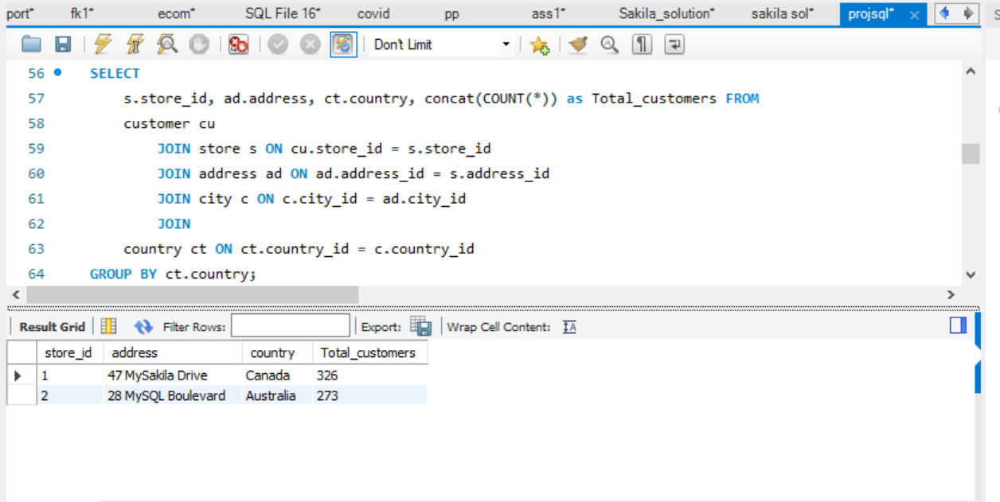 port* fk1* ecom* SQL File 16* covid pp ass1* Sakila_solution* sakila sol* projsql*
Don't Limit
56 SELECT
57 s.store_id, ad.address, ct.country, concat(COUNT(*)) as Total_customers FROM
58 customer cu
59 JOIN store s ON cu.store_id = s.store_id
60 JOIN address ad ON ad.address_id = s.address_id
61 JOIN city c ON c.city_id = ad.city_id
62 JOIN
63 country ct ON ct.country_id = c.country_id
64 GROUP BY ct.country;
Result Grid Filter Rows: Export: Wrap Cell Content: IA
store_id address country Total_customers
1 47 MySakila Drive Canada 326
2 28 MySQL Boulevard Australia 273